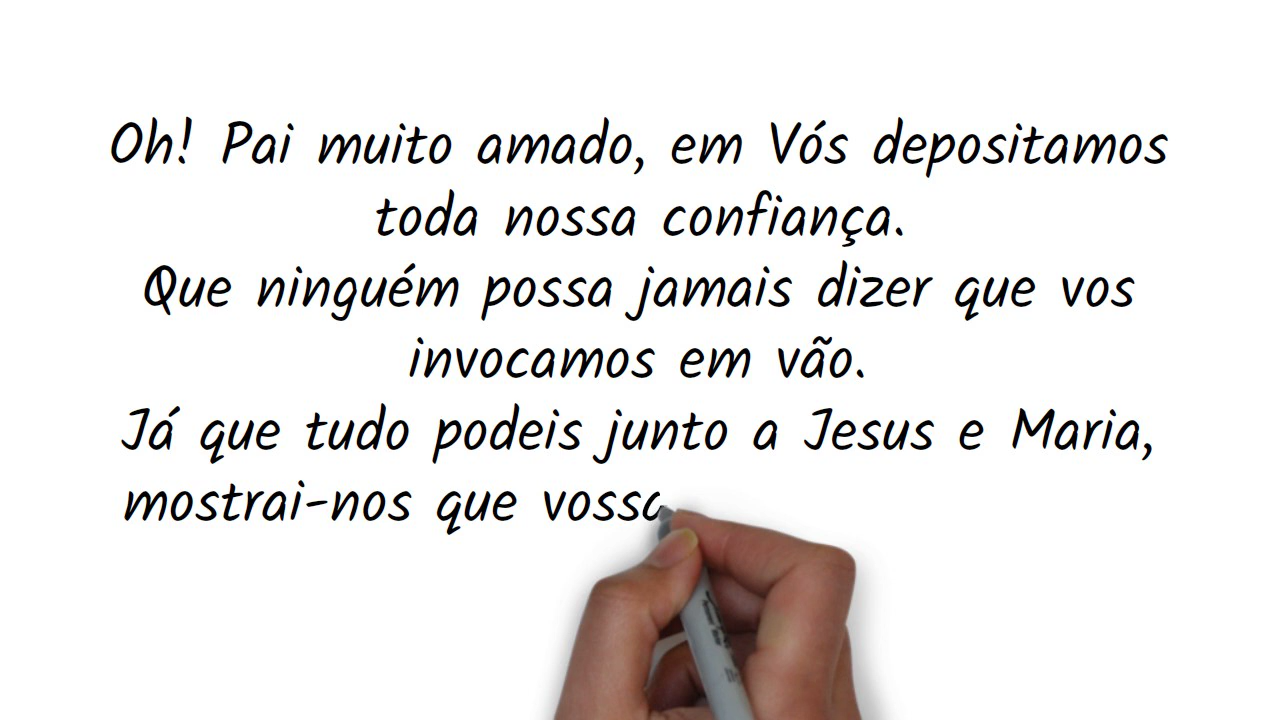 Oh! Pai muito amado, em Vós depositamos
toda nossa confiança.
Que ninguém possa jamais dizer que vos
invocamos em vão.
Já que tudo podeis junto a Jesus e Maria,
mostrai-nos que vossa